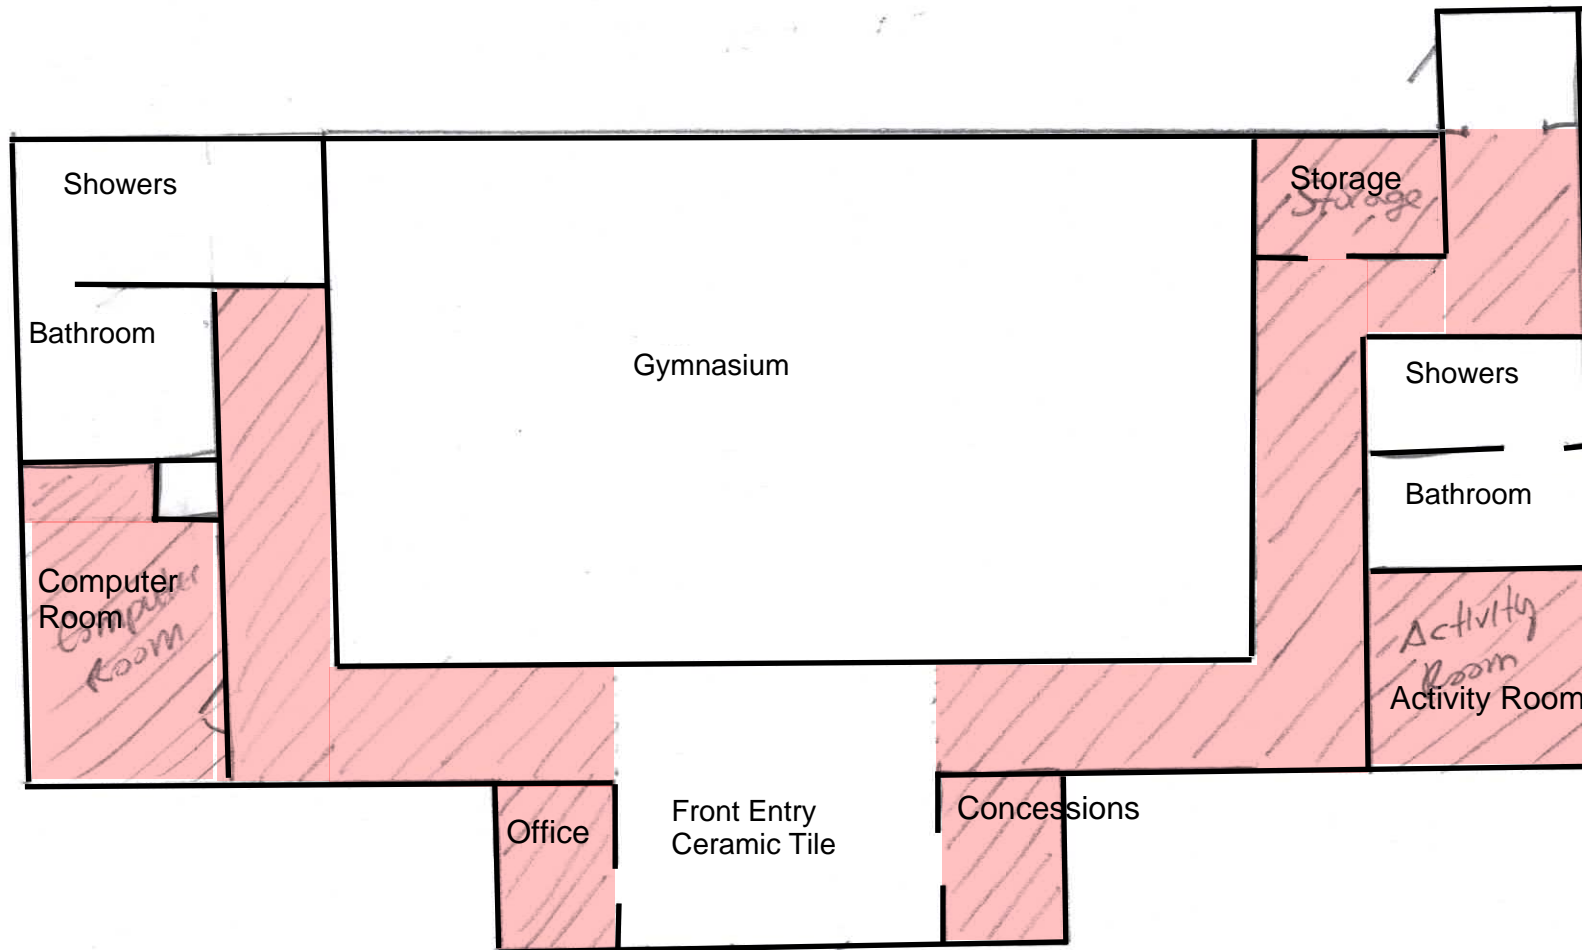 Showers
Storage
Storage
Bathroom
Gymnasium
Showers
Bathroom
Computer
Room
Computer
Room
Activity
Room
Activity Room
Office
Front Entry
Ceramic Tile
Concessions